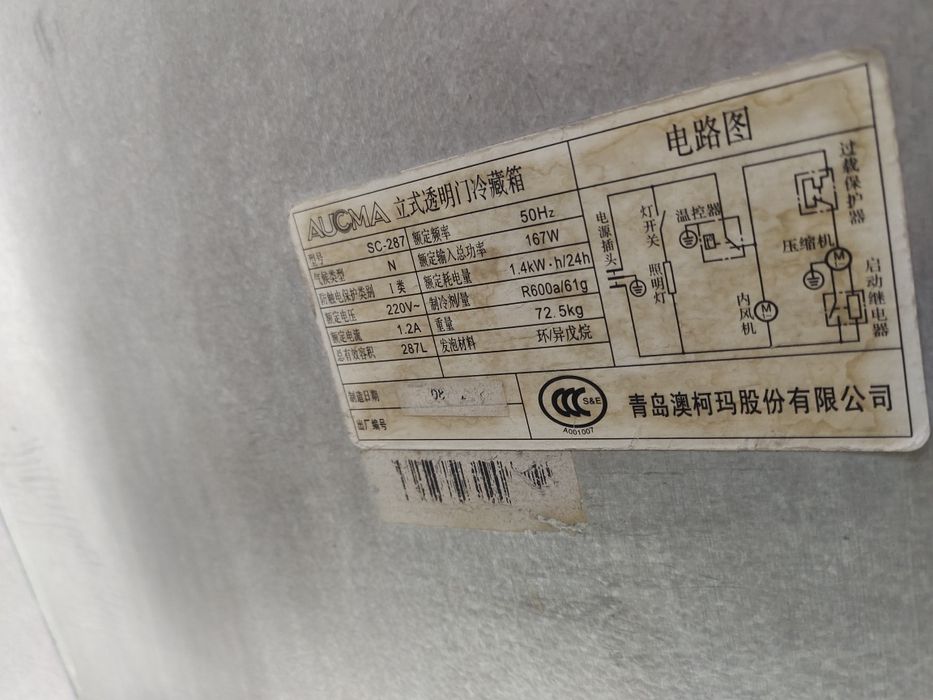 AUCMA 立式透明门冷藏箱
型号 SC-287 额定频率 50Hz
气候类型 N 额定输入总功率 167W
防触电保护类别 I类 额定耗电量 1.4kW·h/24h
额定电压 220V~ 制冷剂/量 R600a/61g
额定电流 1.2A 重量 72.5kg
总有效容积 287L 发泡材料 环/异戊烷
制造日期
出厂编号
S&E
A001007
青岛澳柯玛股份有限公司
电路图
电源插头
灯开关
照明灯
温控器
内风机
M
过载保护器
压缩机
M
启动继电器